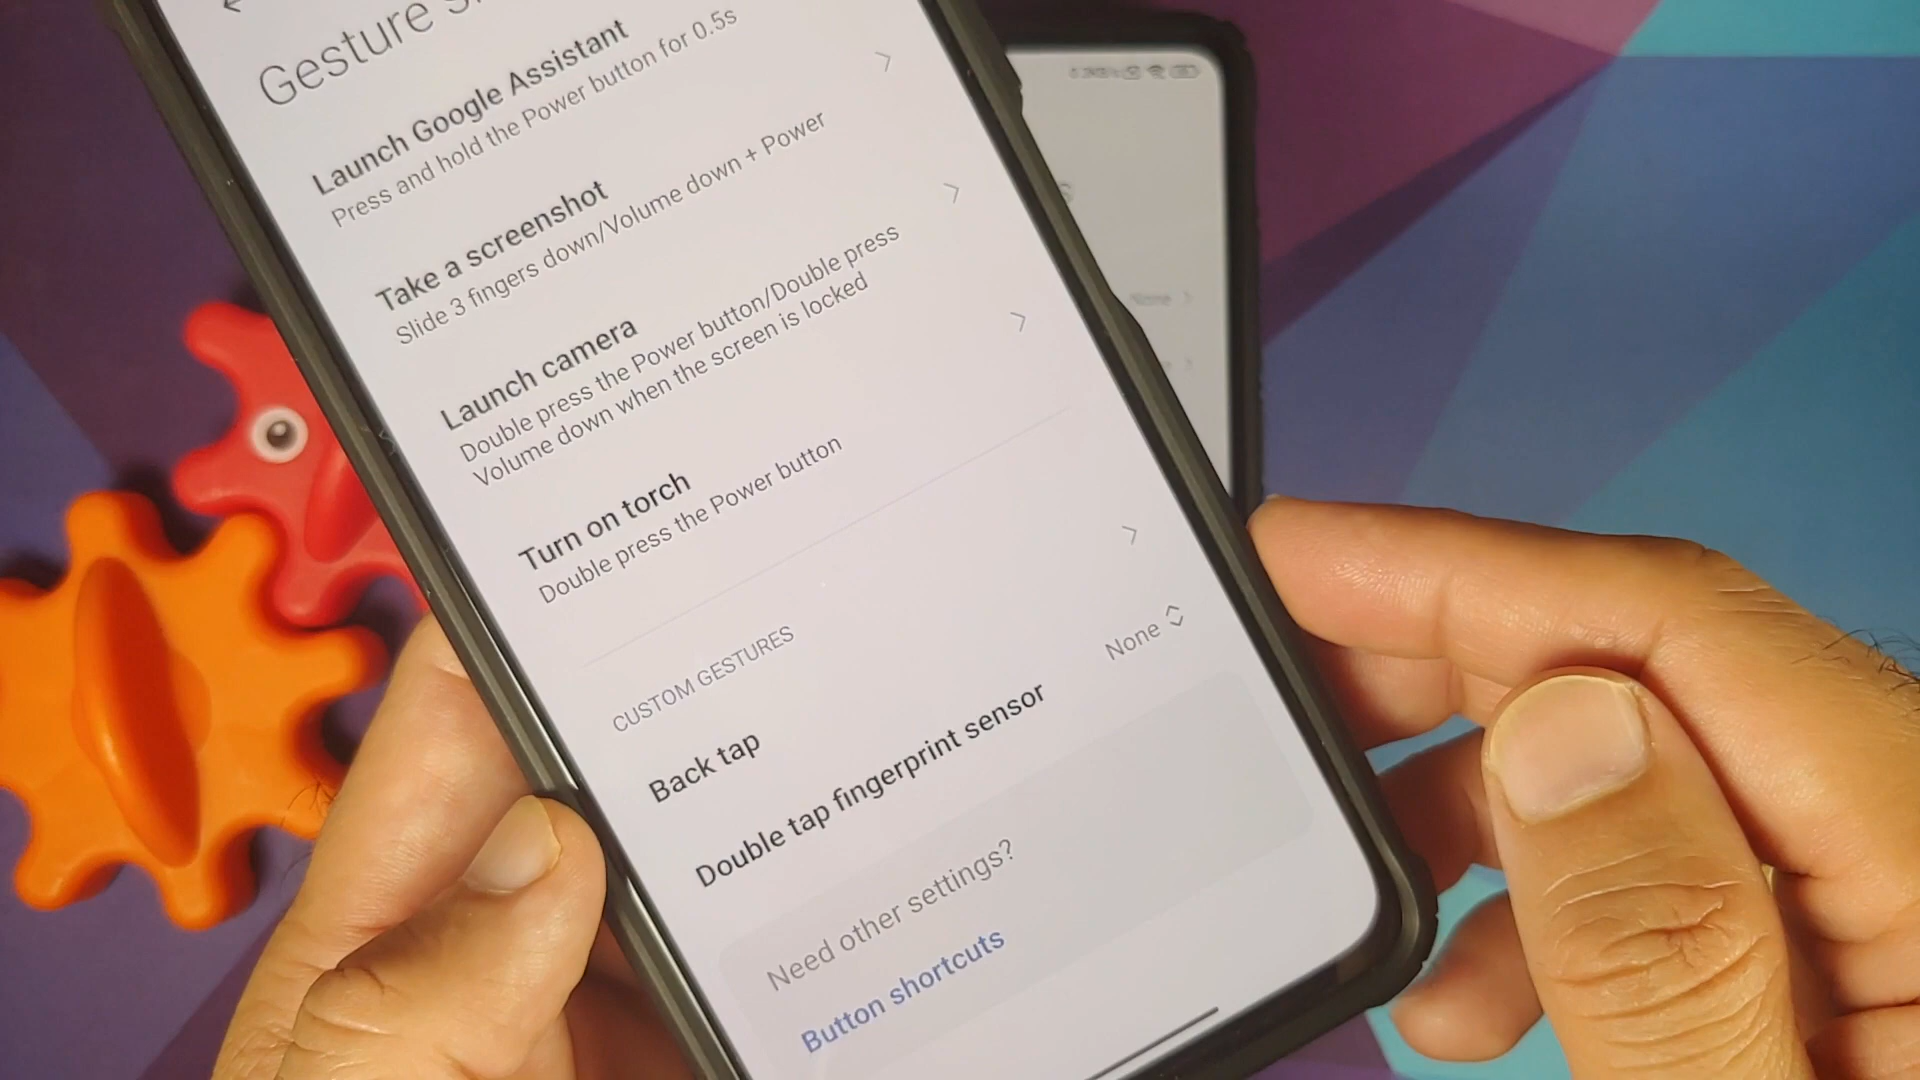 Gesture s
Launch Google Assistant
Press and hold the Power button for 0.5s
Take a screenshot
Slide 3 fingers down/Volume down + Power
Launch camera
Double press the Power button/Double press
Volume down when the screen is locked
Turn on torch
Double press the Power button
CUSTOM GESTURES
Back tap
Double tap fingerprint sensor
None
Need other settings?
Button shortcuts
s
None